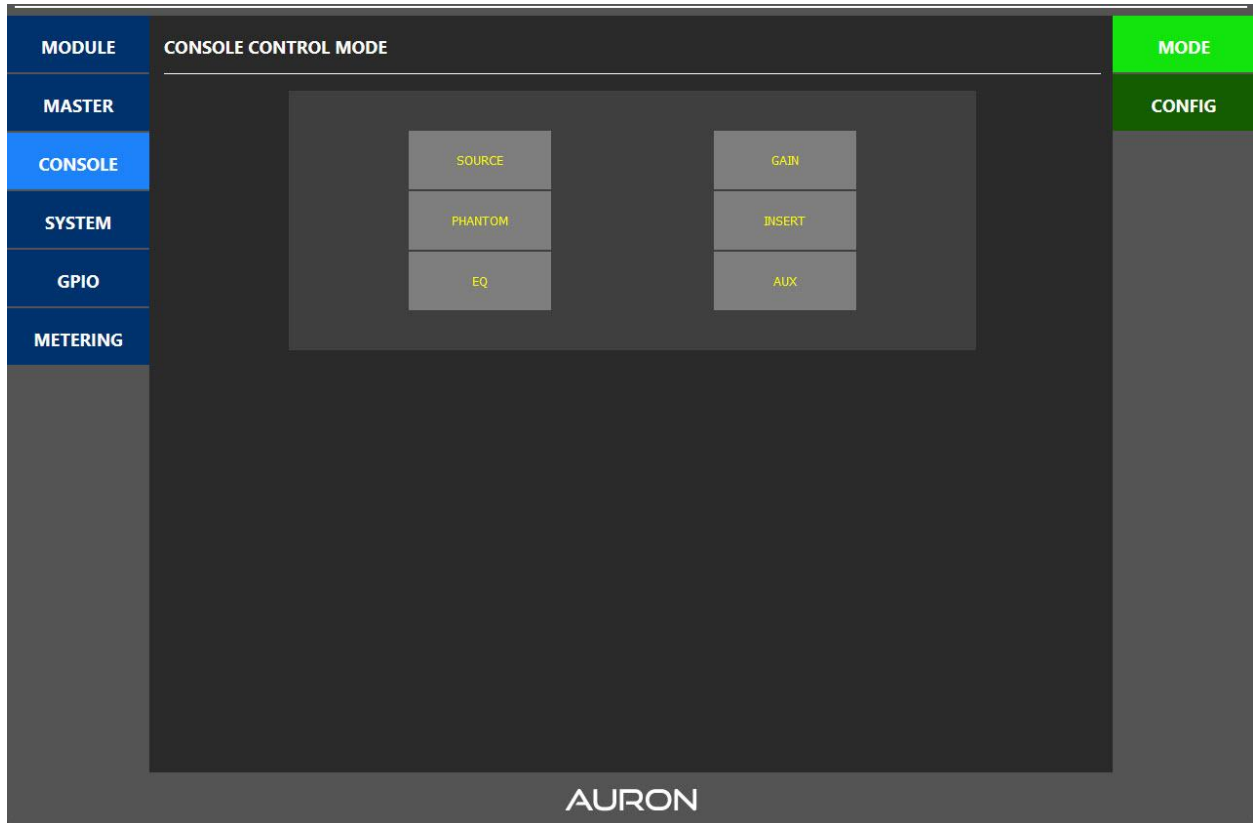 MODULE
MASTER
CONSOLE
SYSTEM
GPIO
METERING
CONSOLE CONTROL MODE
SOURCE
GAIN
PHANTOM
INSERT
EQ
AUX
MODE
CONFIG
AURON